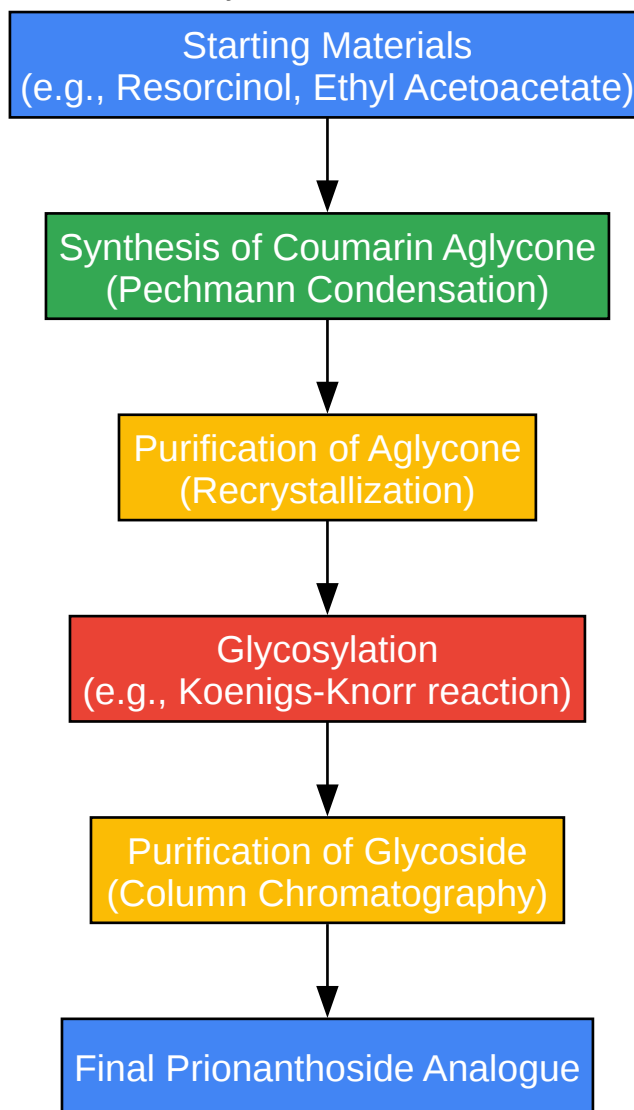 Starting Materials
(e.g., Resorcinol, Ethyl Acetoacetate)
Synthesis of Coumarin Aglycone
(Pechmann Condensation)
Purification of Aglycone
(Recrystallization)
Glycosylation
(e.g., Koenigs-Knorr reaction)
Purification of Glycoside
(Column Chromatography)
Final Prionanthoside Analogue